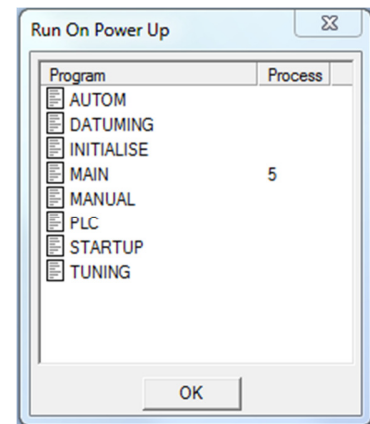 Run On Power Up
Program Process
AUTOM
DATUMING
INITIALISE
MAIN 5
MANUAL
PLC
STARTUP
TUNING
OK